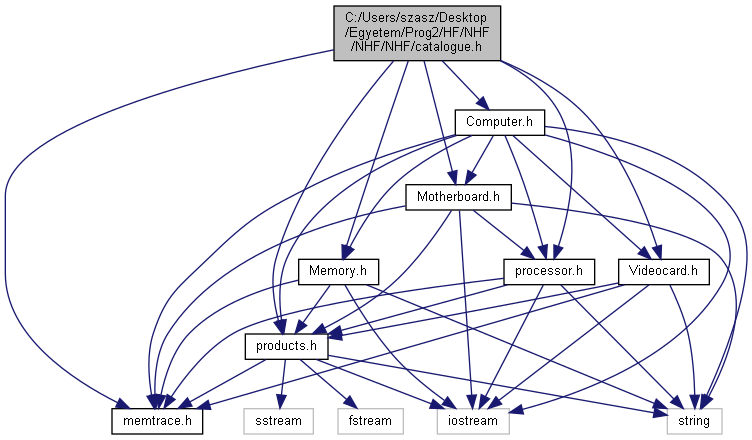 C:/Users/szasz/Desktop
/Egyetem/Prog2/HF/NHF
/NHF/NHF/catalogue.h
Computer.h
Motherboard.h
Memory.h
processor.h
Videocard.h
products.h
memtrace.h
sstream
fstream
iostream
string